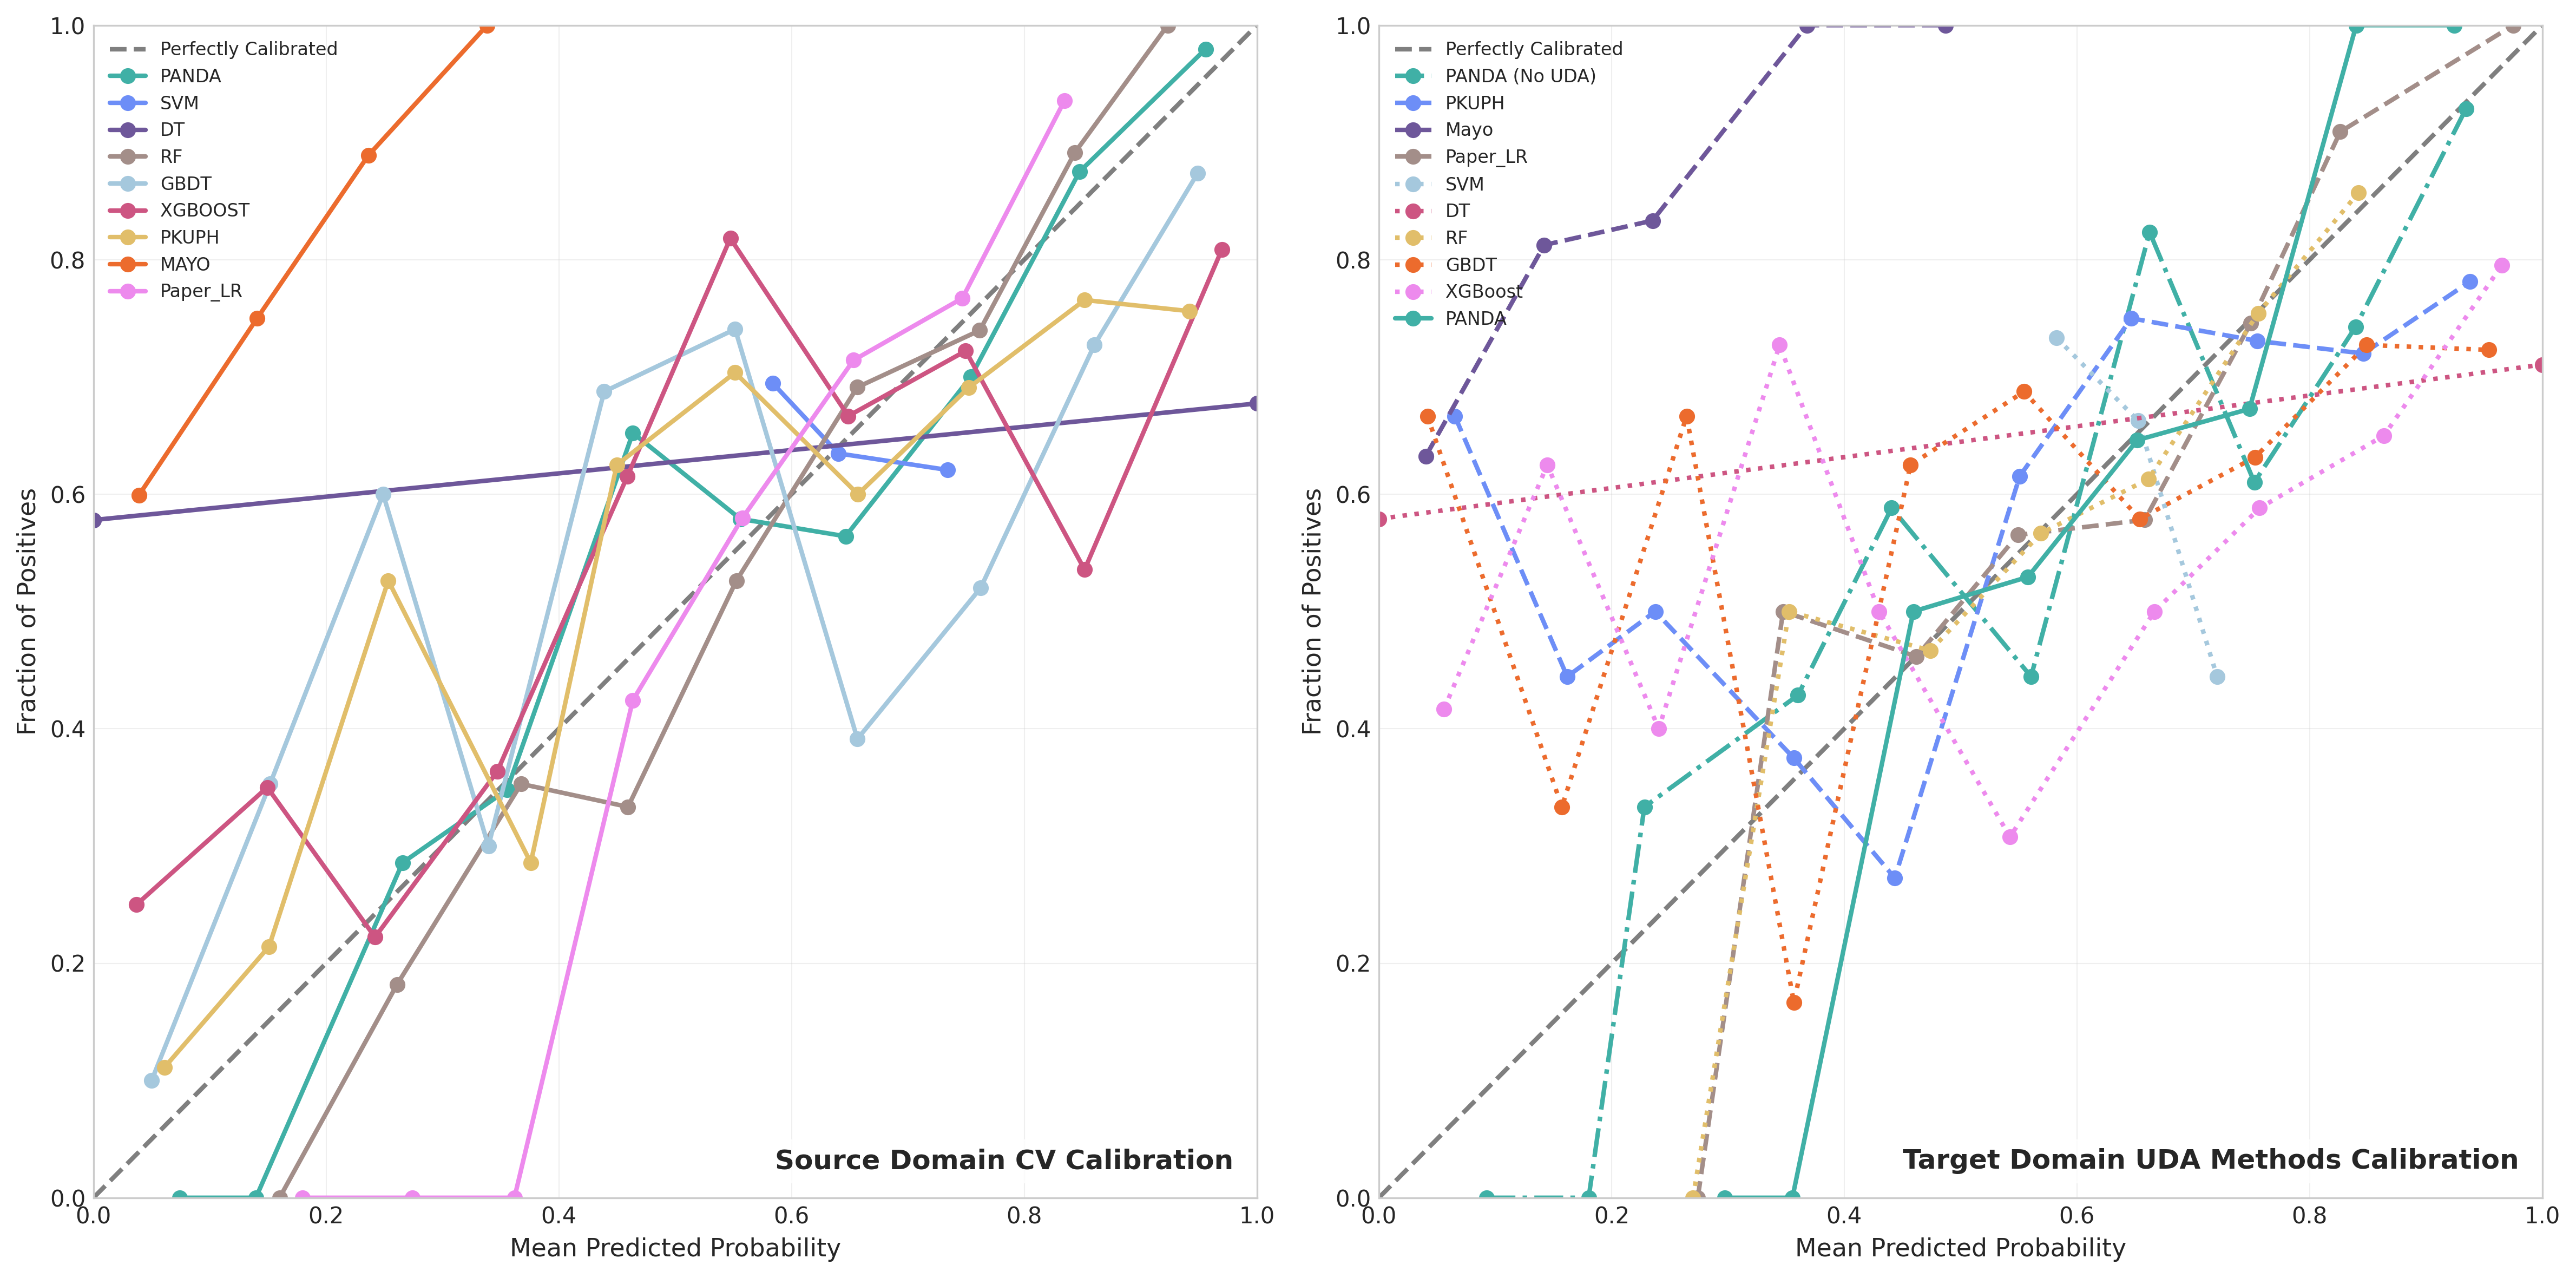 1.0
0.8
0.6
0.4
0.2
0.0
Fraction of Positives
Perfectly Calibrated
PANDA
SVM
DT
RF
GBDT
XGBOOST
PKUPH
MAYO
Paper_LR
Source Domain CV Calibration
0.0 0.2 0.4 0.6 0.8 1.0
Mean Predicted Probability
1.0
0.8
0.6
0.4
0.2
0.0
Fraction of Positives
Perfectly Calibrated
PANDA (No UDA)
PKUPH
Mayo
Paper_LR
SVM
DT
RF
GBDT
XGBoost
PANDA
Target Domain UDA Methods Calibration
0.0 0.2 0.4 0.6 0.8 1.0
Mean Predicted Probability